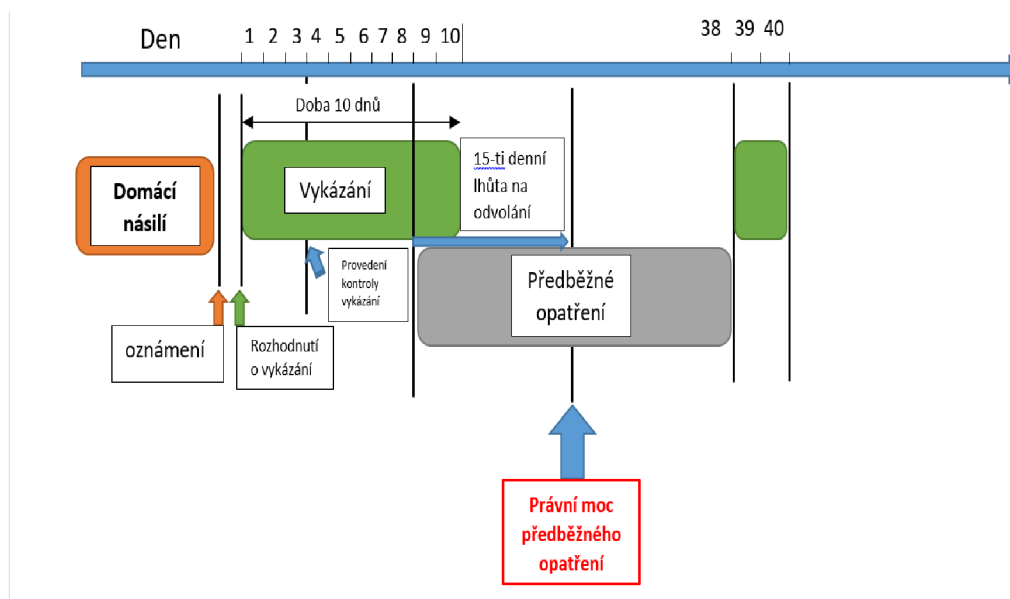 Den
1 2 3 4 5 6 7 8 9 10 38 39 40
Doba 10 dnů
Domácí
násilí
Vykázání
15-ti denní
lhůta na
odvolání
Provedení
kontroly
vykázání
Předběžné
opatření
oznámení
Rozhodnutí
o vykázání
Právní moc
předběžného
opatření